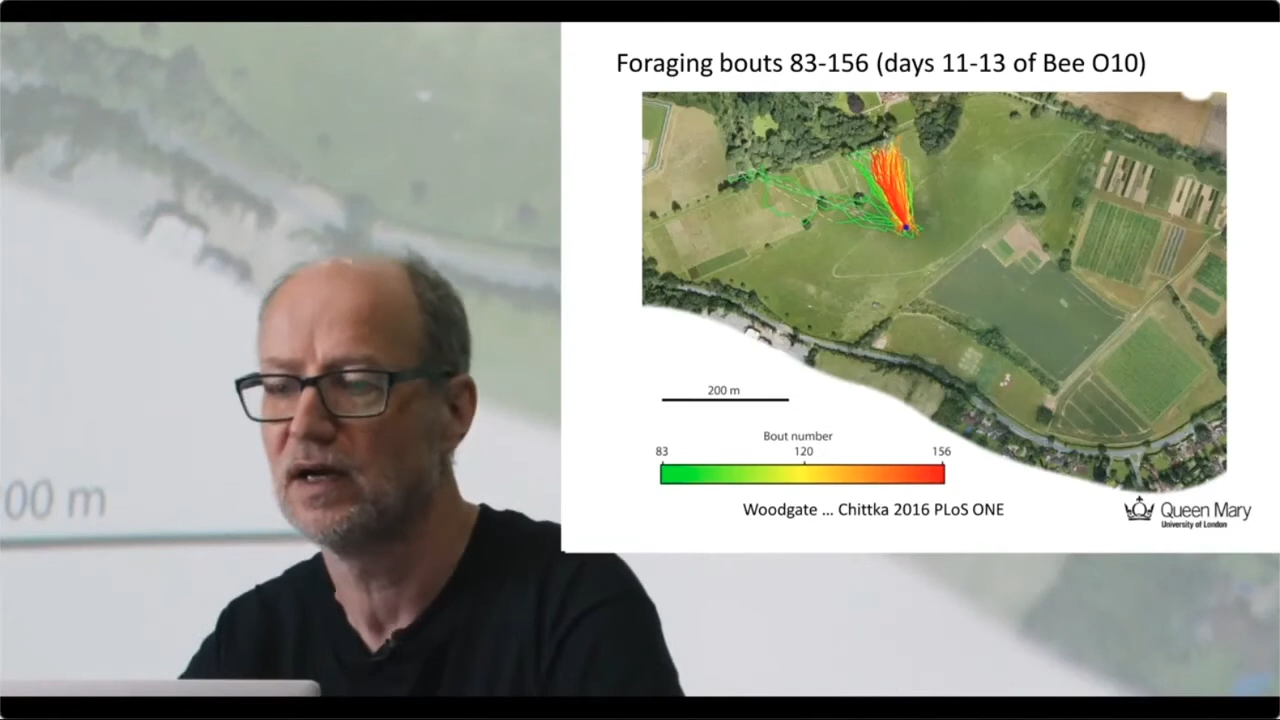 Foraging bouts 83-156 (days 11-13 of Bee O10)
200 m
Bout number
83 120 156
Woodgate ... Chittka 2016 PLoS ONE
Queen Mary
University of London
00 m